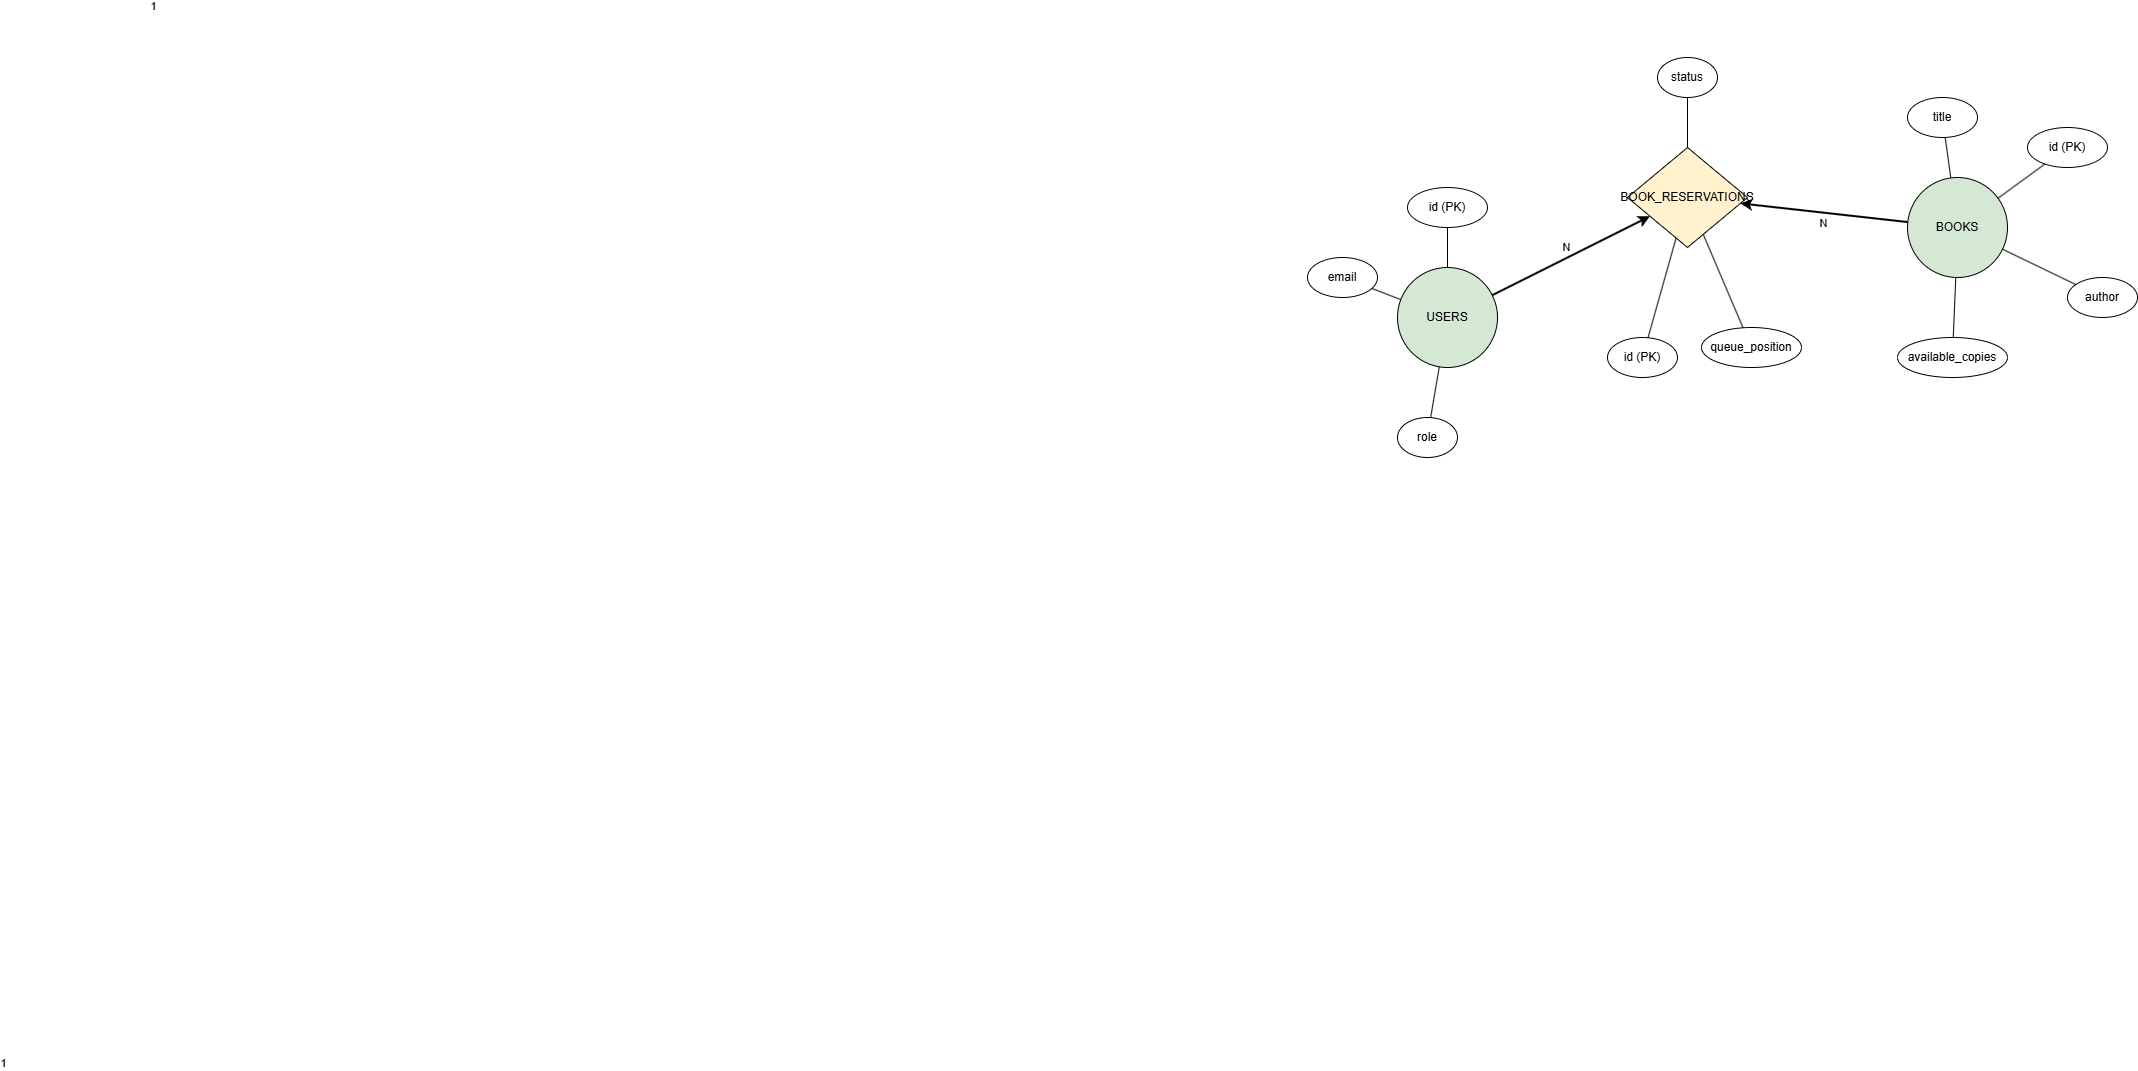 1
status
title
id (PK)
BOOK_RESERVATIONS
id (PK)
N
N
BOOKS
email
USERS
author
id (PK)
queue_position
available_copies
role
1